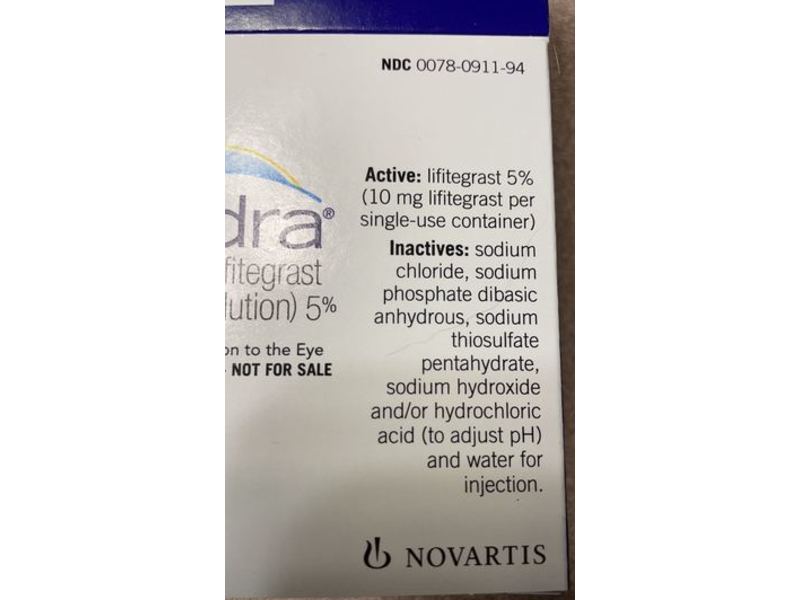 NDC 0078-0911-94
Active: lifitegrast 5%
(10 mg lifitegrast per
single-use container)
Inactives: sodium
chloride, sodium
phosphate dibasic
anhydrous, sodium
thiosulfate
pentahydrate,
sodium hydroxide
and/or hydrochloric
acid (to adjust pH)
and water for
injection.
dra®
fitegrast
lution) 5%
on to the Eye
NOT FOR SALE
NOVARTIS